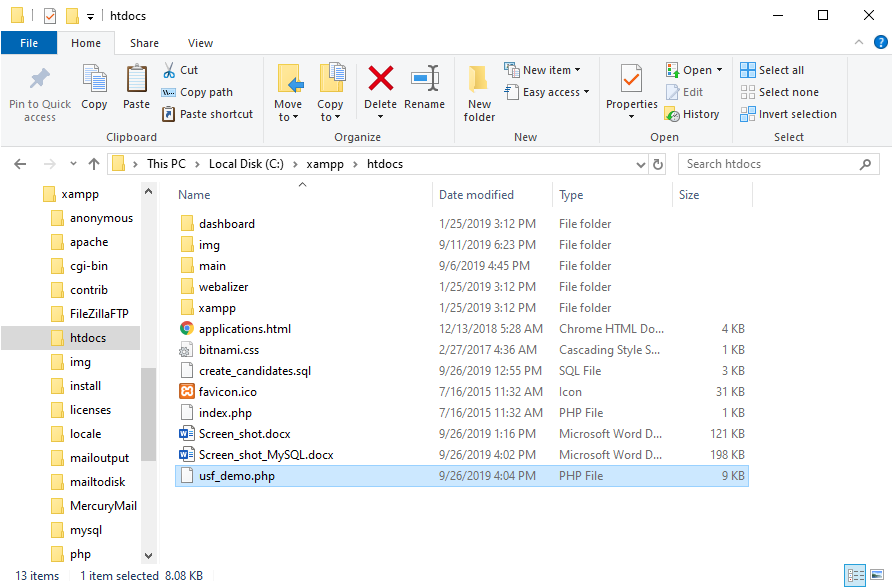 htdocs
File Home Share View
Pin to Quick access
Copy
Paste
Cut
Copy path
Paste shortcut
Clipboard
Move to
Copy to
Delete
Rename
Organize
New folder
New item
Easy access
New
Properties
Open
Edit
History
Open
Select all
Select none
Invert selection
Select
This PC > Local Disk (C:) > xampp > htdocs
Search htdocs
xampp
anonymous
apache
cgi-bin
contrib
FileZillaFTP
htdocs
img
install
licenses
locale
mailoutput
mailtodisk
MercuryMail
mysql
php
Name Date modified Type Size
dashboard 1/25/2019 3:12 PM File folder
img 9/11/2019 6:23 PM File folder
main 9/6/2019 4:45 PM File folder
webalizer 1/25/2019 3:12 PM File folder
xampp 1/25/2019 3:12 PM File folder
applications.html 12/13/2018 5:28 AM Chrome HTML Do... 4 KB
bitnami.css 2/27/2017 4:36 AM Cascading Style S... 1 KB
create_candidates.sql 9/26/2019 12:55 PM SQL File 3 KB
favicon.ico 7/16/2015 11:32 AM Icon 31 KB
index.php 7/16/2015 11:32 AM PHP File 1 KB
Screen_shot.docx 9/26/2019 1:16 PM Microsoft Word D... 121 KB
Screen_shot_MySQL.docx 9/26/2019 4:02 PM Microsoft Word D... 198 KB
usf_demo.php 9/26/2019 4:04 PM PHP File 9 KB
13 items 1 item selected 8.08 KB